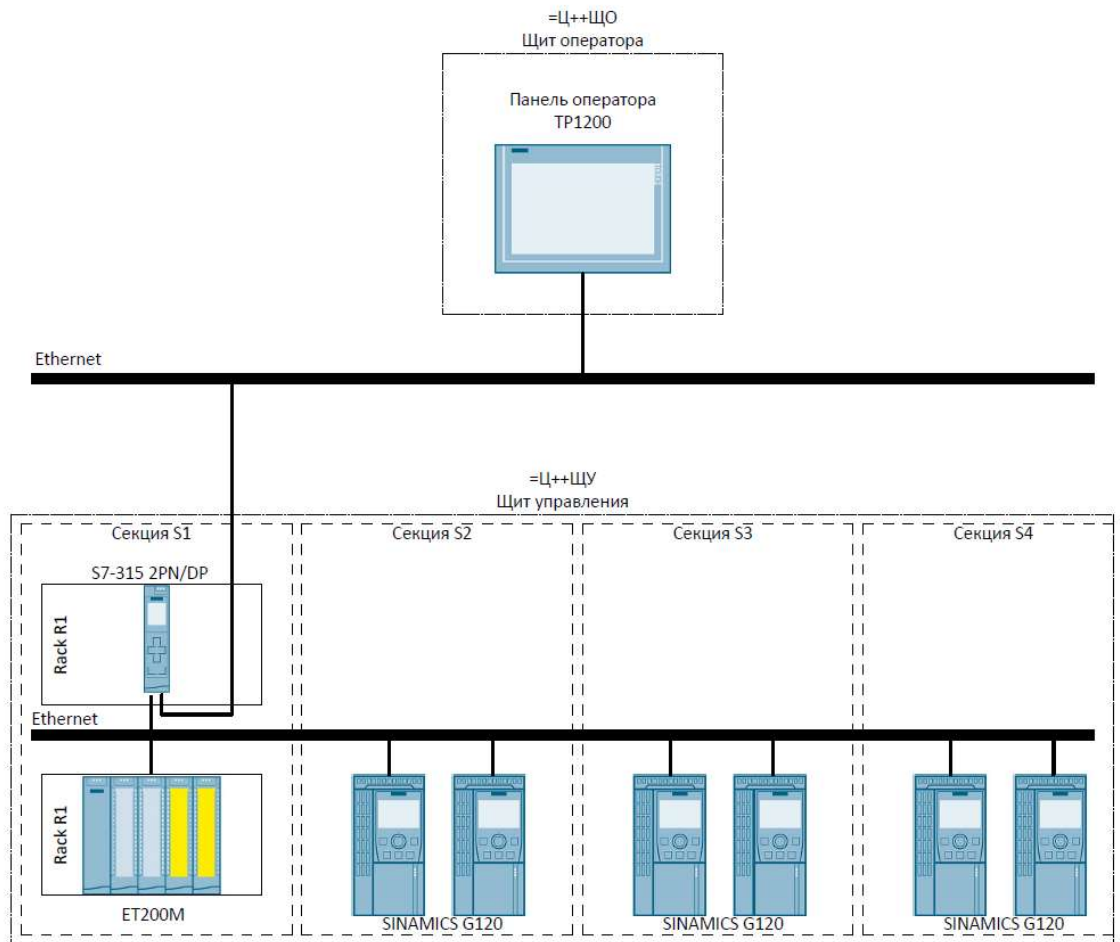 =Ц++ЩО
Щит оператора
Панель оператора
TP1200
Ethernet
=Ц++ЩУ
Щит управления
Секция S1
Секция S2
Секция S3
Секция S4
S7-315 2PN/DP
Rack R1
Ethernet
Rack R1
ET200M
SINAMICS G120
SINAMICS G120
SINAMICS G120